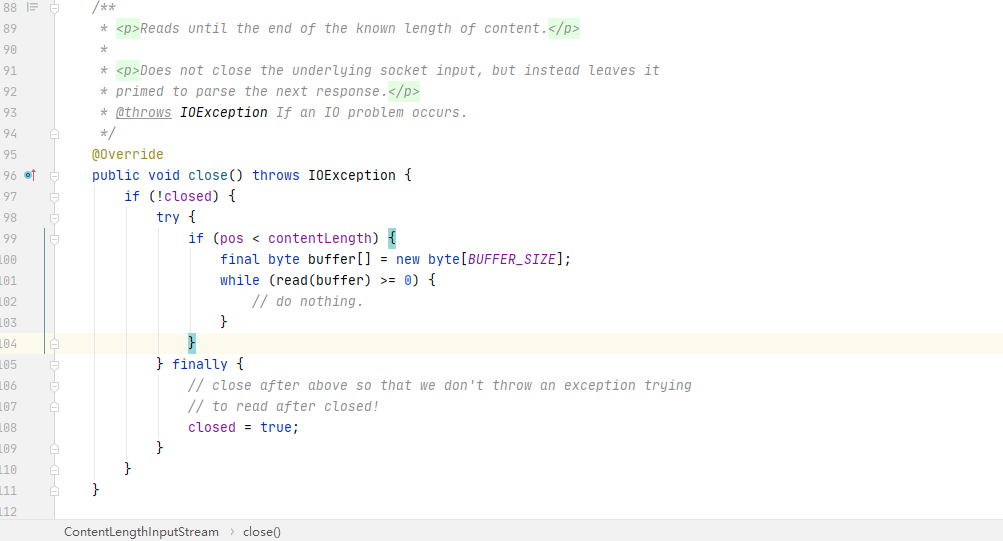 88 /**
89 * <p>Reads until the end of the known length of content.</p>
90 *
91 * <p>Does not close the underlying socket input, but instead leaves it
92 * primed to parse the next response.</p>
93 * @throws IOException If an IO problem occurs.
94 */
95 @Override
96 public void close() throws IOException {
97 if (!closed) {
98 try {
99 if (pos < contentLength) {
100 final byte buffer[] = new byte[BUFFER_SIZE];
101 while (read(buffer) >= 0) {
102 // do nothing.
103 }
104 }
105 } finally {
106 // close after above so that we don't throw an exception trying
107 // to read after closed!
108 closed = true;
109 }
110 }
111 }
112
ContentLengthInputStream › close()